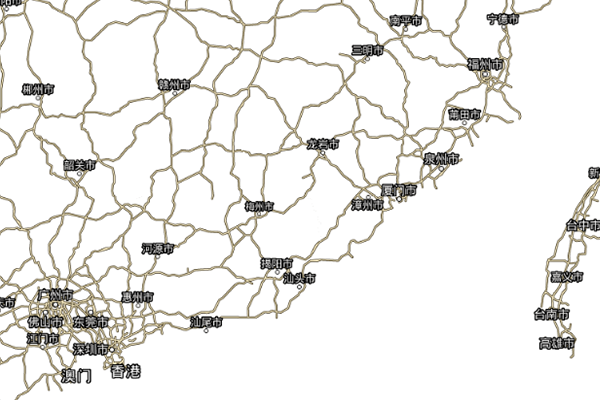 阳市
南平市
宁德市
三明市
福州市
郴州市
赣州市
莆田市
龙岩市
泉州市
韶关市
新
厦门市
漳州市
梅州市
台中市
河源市
揭阳市
汕头市
嘉义市
广州市
惠州市
台南市
佛山市
东莞市
汕尾市
江门市
深圳市
高雄市
澳门
香港